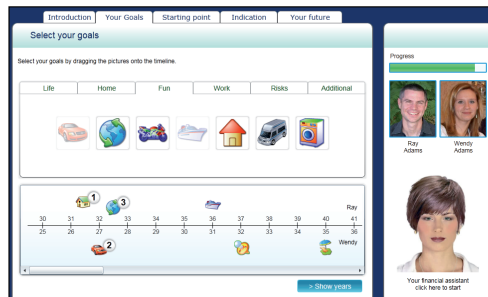 Introduction Your Goals Starting point Indication Your future
Select your goals
Select your goals by dragging the pictures onto the timeline.
Life Home Fun Work Risks Additional
1 3
Ray
30 31 32 33 34 35 36 37 38 39 40 41
25 26 27 28 29 30 31 32 33 34 35 36
2
Wendy
> Show years
Progress
Ray Adams
Wendy Adams
Your financial assistant
click here to start